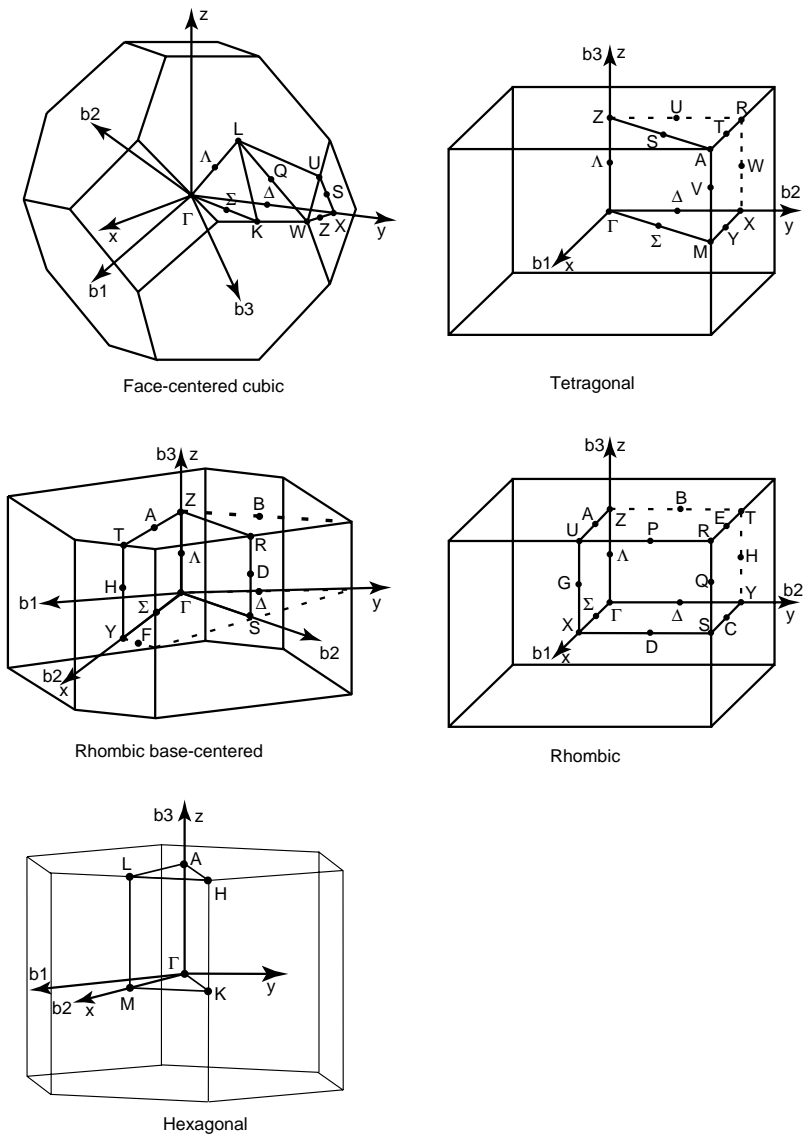 z
b2
L
Λ
Q
U
Σ
Δ
S
Γ
x
K
W
Z
X
y
b1
b3
Face-centered cubic
b3
z
Z
U
R
T
S
A
Λ
W
V
Δ
b2
Γ
X
Σ
Y
y
M
b1
x
Tetragonal
b3
z
A
Z
B
T
R
Λ
H
D
b1
Σ
Γ
Δ
y
Y
F
S
b2
b2
x
Rhombic base-centered
b3
z
A
Z
B
E
T
U
P
R
Λ
H
G
Q
Σ
Γ
Y
b2
Δ
X
S
C
y
b1
x
D
Rhombic
b3
z
L
A
H
Γ
b1
b2
x
M
K
y
Hexagonal